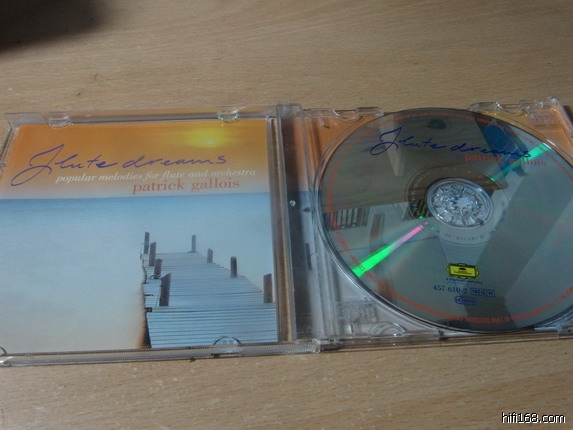 Flute dreams
popular melodies for flute and orchestra
patrick gallois
Flute dreams
patrick gallois
457 610-2
hifi168.com